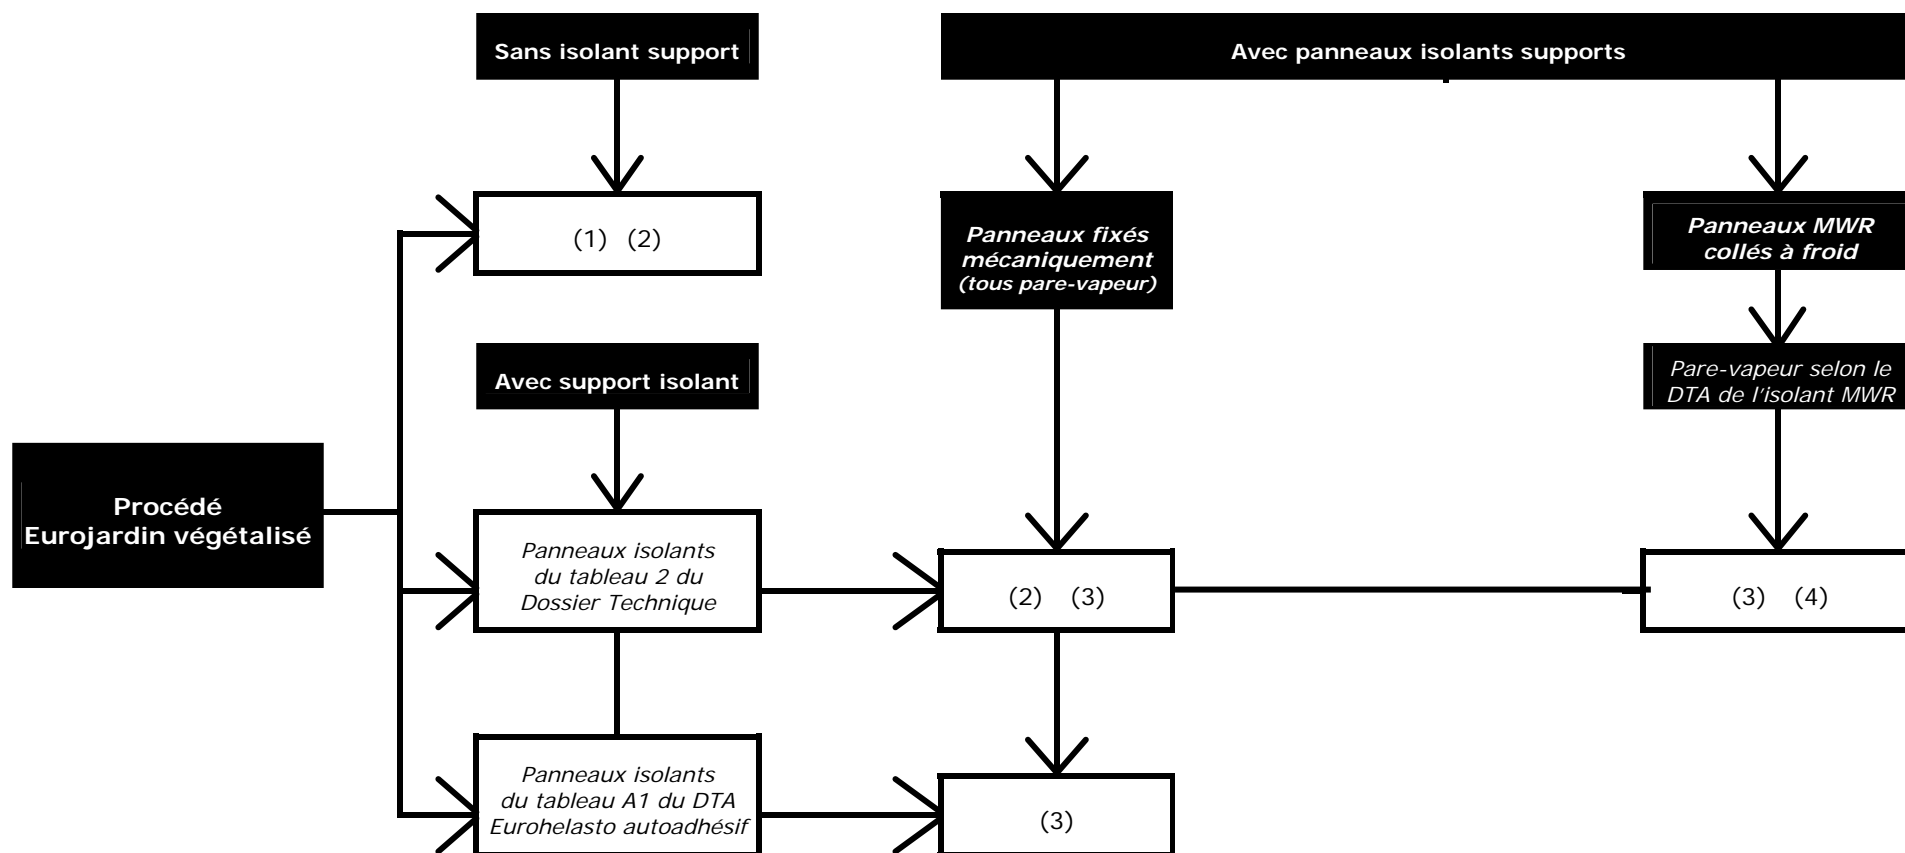 Sans isolant support
Avec panneaux isolants supports
(1) (2)
Panneaux fixés
mécaniquement
(tous pare-vapeur)
Panneaux MWR
collés à froid
Avec support isolant
Pare-vapeur selon le
DTA de l'isolant MWR
Procédé
Eurojardin végétalisé
Panneaux isolants
du tableau 2 du
Dossier Technique
(2) (3)
(3) (4)
Panneaux isolants
du tableau A1 du DTA
Eurohelasto autoadhésif
(3)